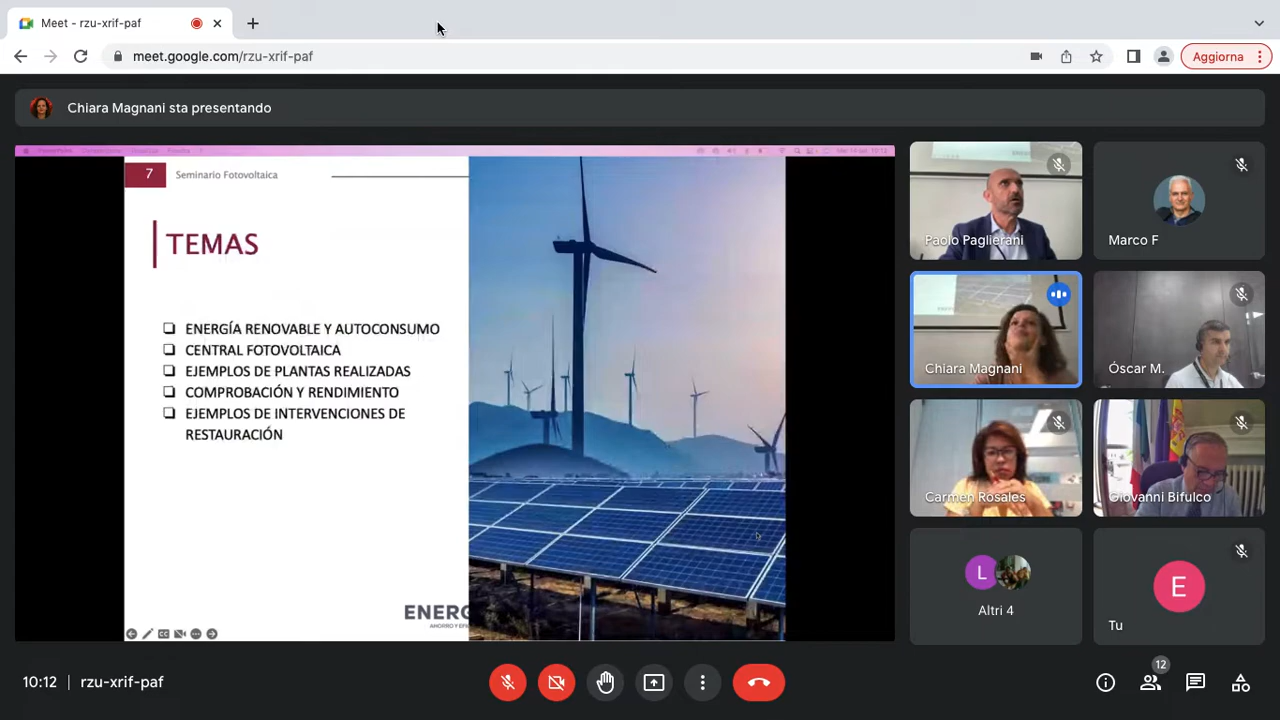 Meet - rzu-xrif-paf
meet.google.com/rzu-xrif-paf
Aggiorna
Chiara Magnani sta presentando
7
Seminario Fotovoltaica
TEMAS
ENERGÍA RENOVABLE Y AUTOCONSUMO
CENTRAL FOTOVOLTAICA
EJEMPLOS DE PLANTAS REALIZADAS
COMPROBACIÓN Y RENDIMIENTO
EJEMPLOS DE INTERVENCIONES DE
RESTAURACIÓN
ENERG
Paolo Paglierani
Marco F
Chiara Magnani
Óscar M.
Carmen Rosales
Giovanni Bifulco
L
Altri 4
E
Tu
10:12 | rzu-xrif-paf
12